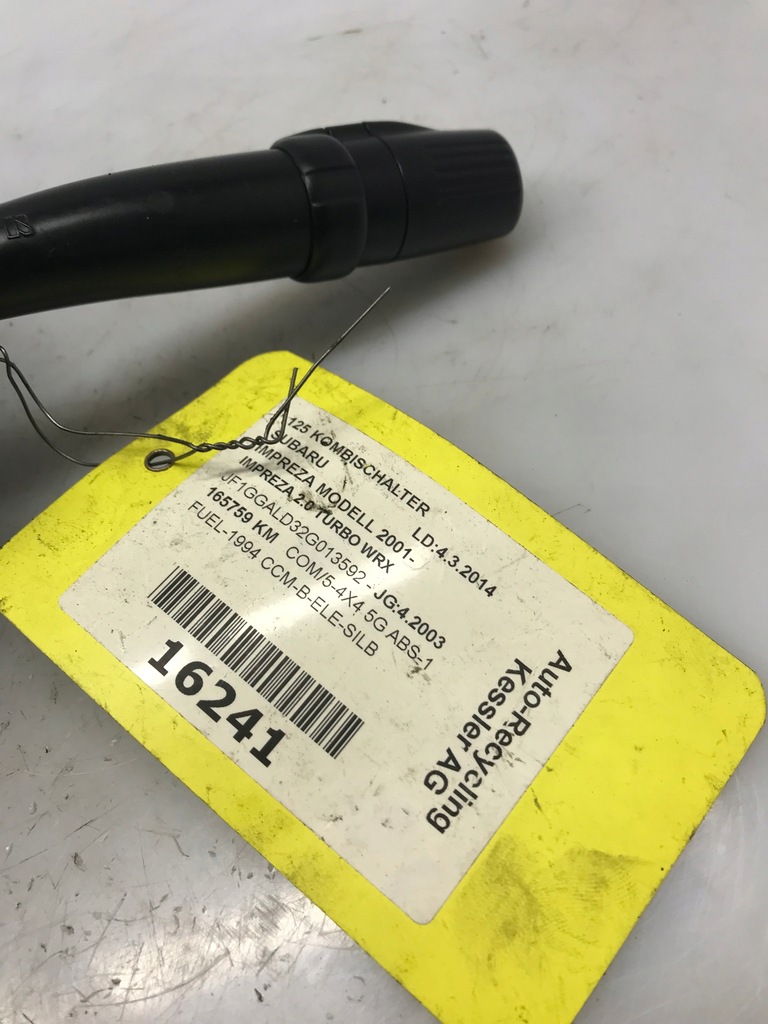 125 KOMBISCHALTER
SUBARU LD:4.3.2014
IMPREZA MODELL 2001-
IMPREZA 2.0 TURBO WRX
JF1GGALD32G013592 - JG:4.2003
165759 KM COM/5-4X4 5G ABS-1
FUEL-1994 CCM-B-ELE-SILB
16241
Auto-Recycling
Kessler AG